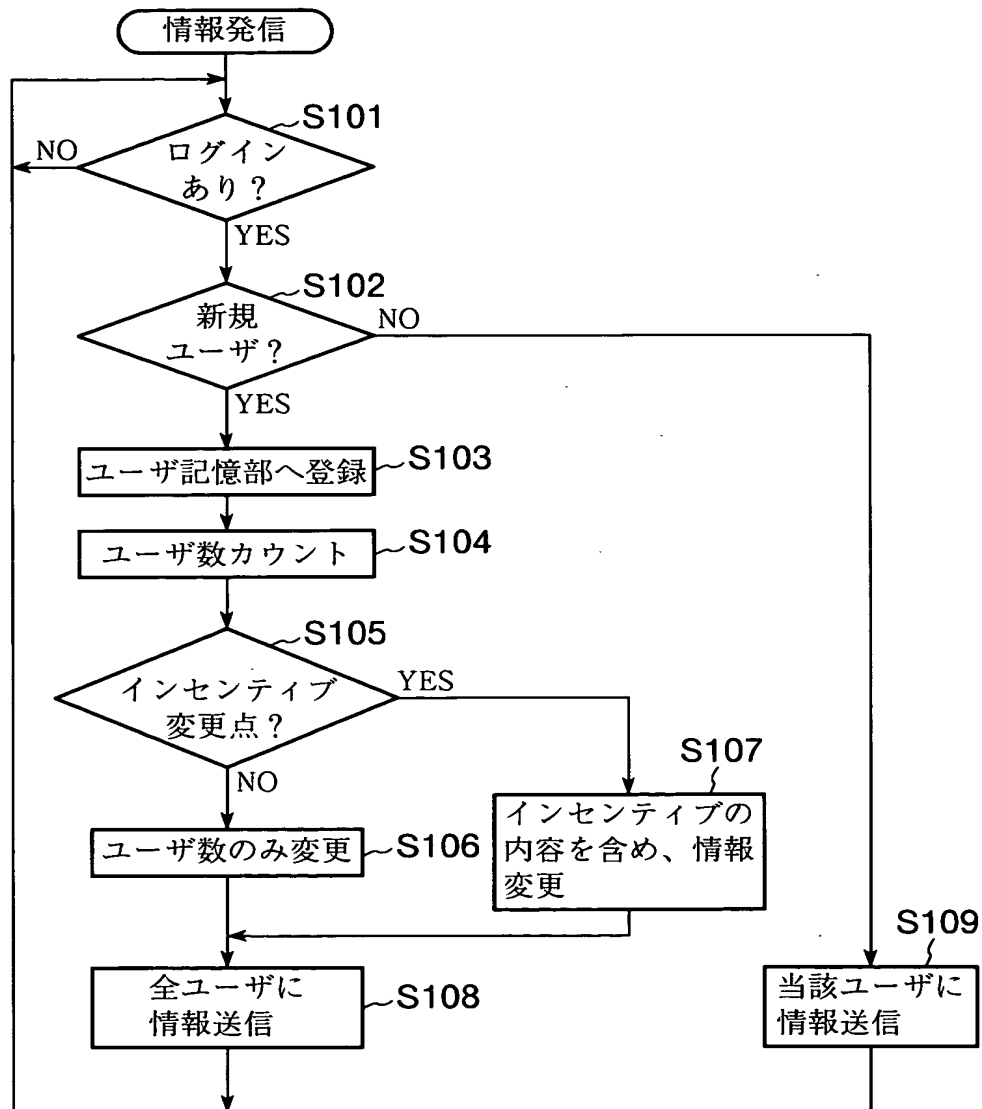 情報発信
S101
NO
ログイン
あり？
YES
S102
新規
ユーザ？
NO
YES
ユーザ記憶部へ登録
S103
ユーザ数カウント
S104
S105
インセンティブ
変更点？
YES
NO
S107
インセンティブの
内容を含め、情報
変更
ユーザ数のみ変更
S106
S109
全ユーザに
情報送信
S108
当該ユーザに
情報送信